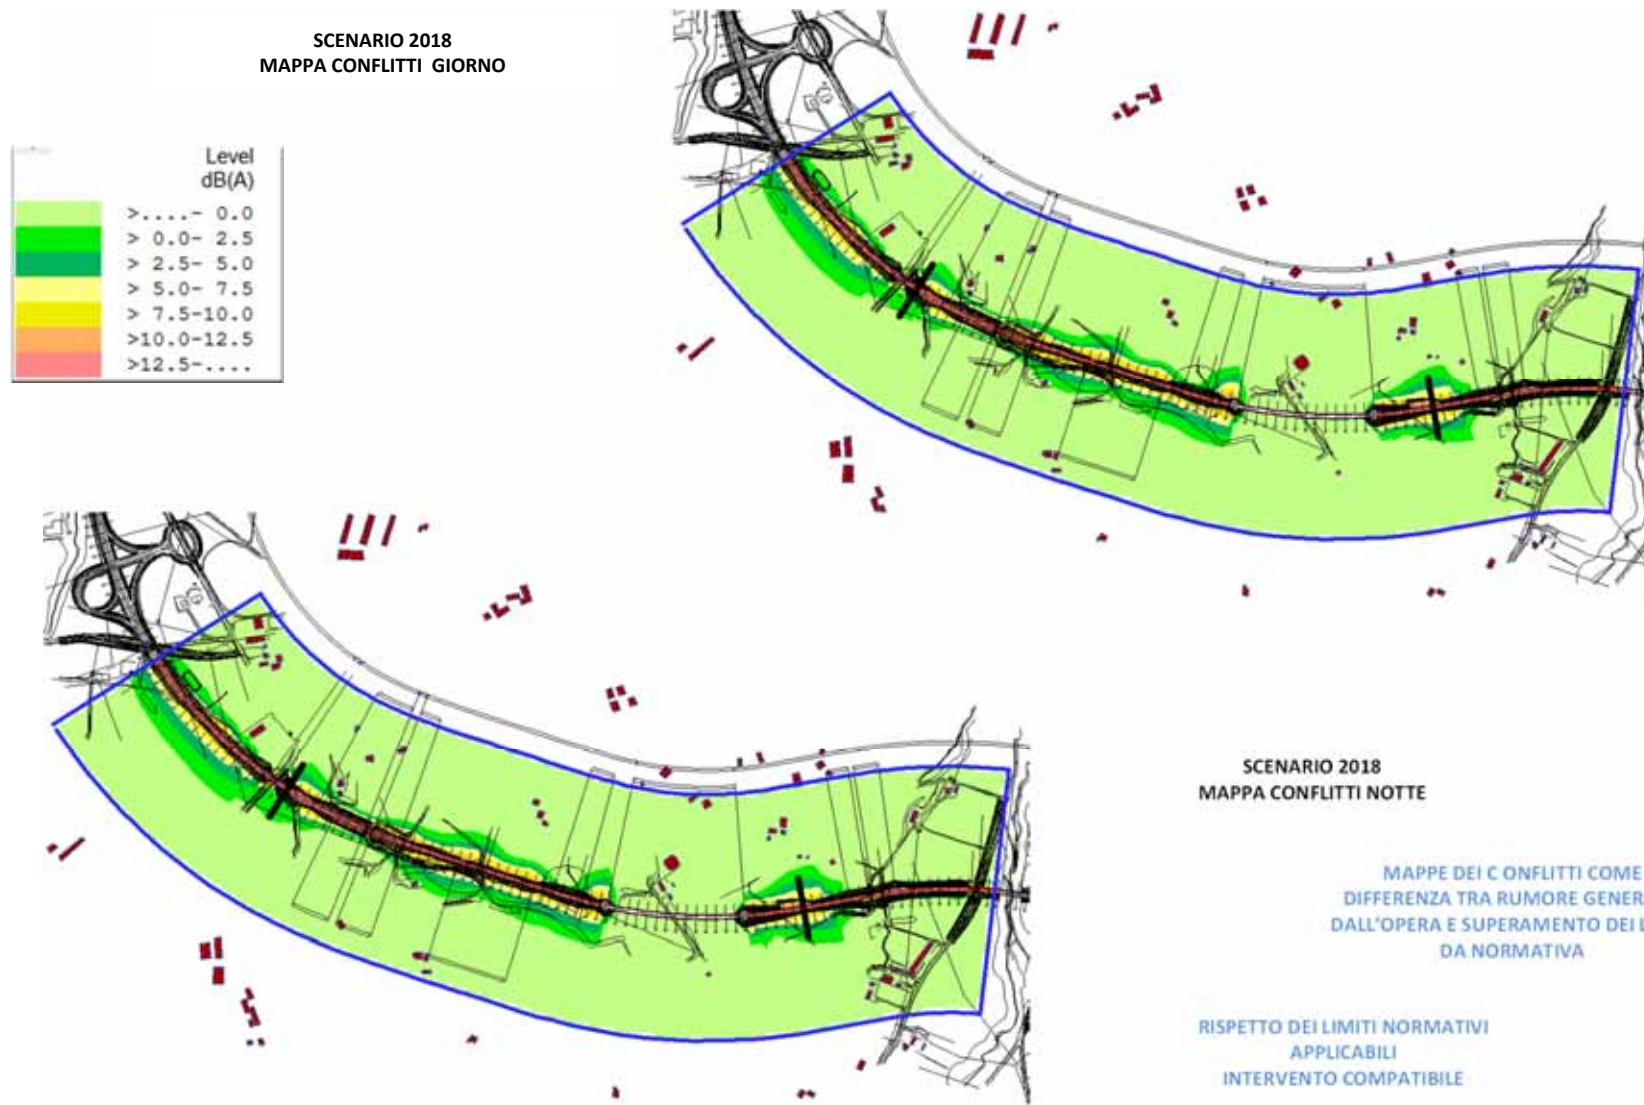 SCENARIO 2018
MAPPA CONFLITTI GIORNO
Level
dB(A)
>....- 0.0
> 0.0- 2.5
> 2.5- 5.0
> 5.0- 7.5
> 7.5-10.0
>10.0-12.5
>12.5-....
SCENARIO 2018
MAPPA CONFLITTI NOTTE
MAPPE DEI C ONFLITTI COME
DIFFERENZA TRA RUMORE GENER
DALL'OPERA E SUPERAMENTO DEI L
DA NORMATIVA
RISPETTO DEI LIMITI NORMATIVI
APPLICABILI
INTERVENTO COMPATIBILE